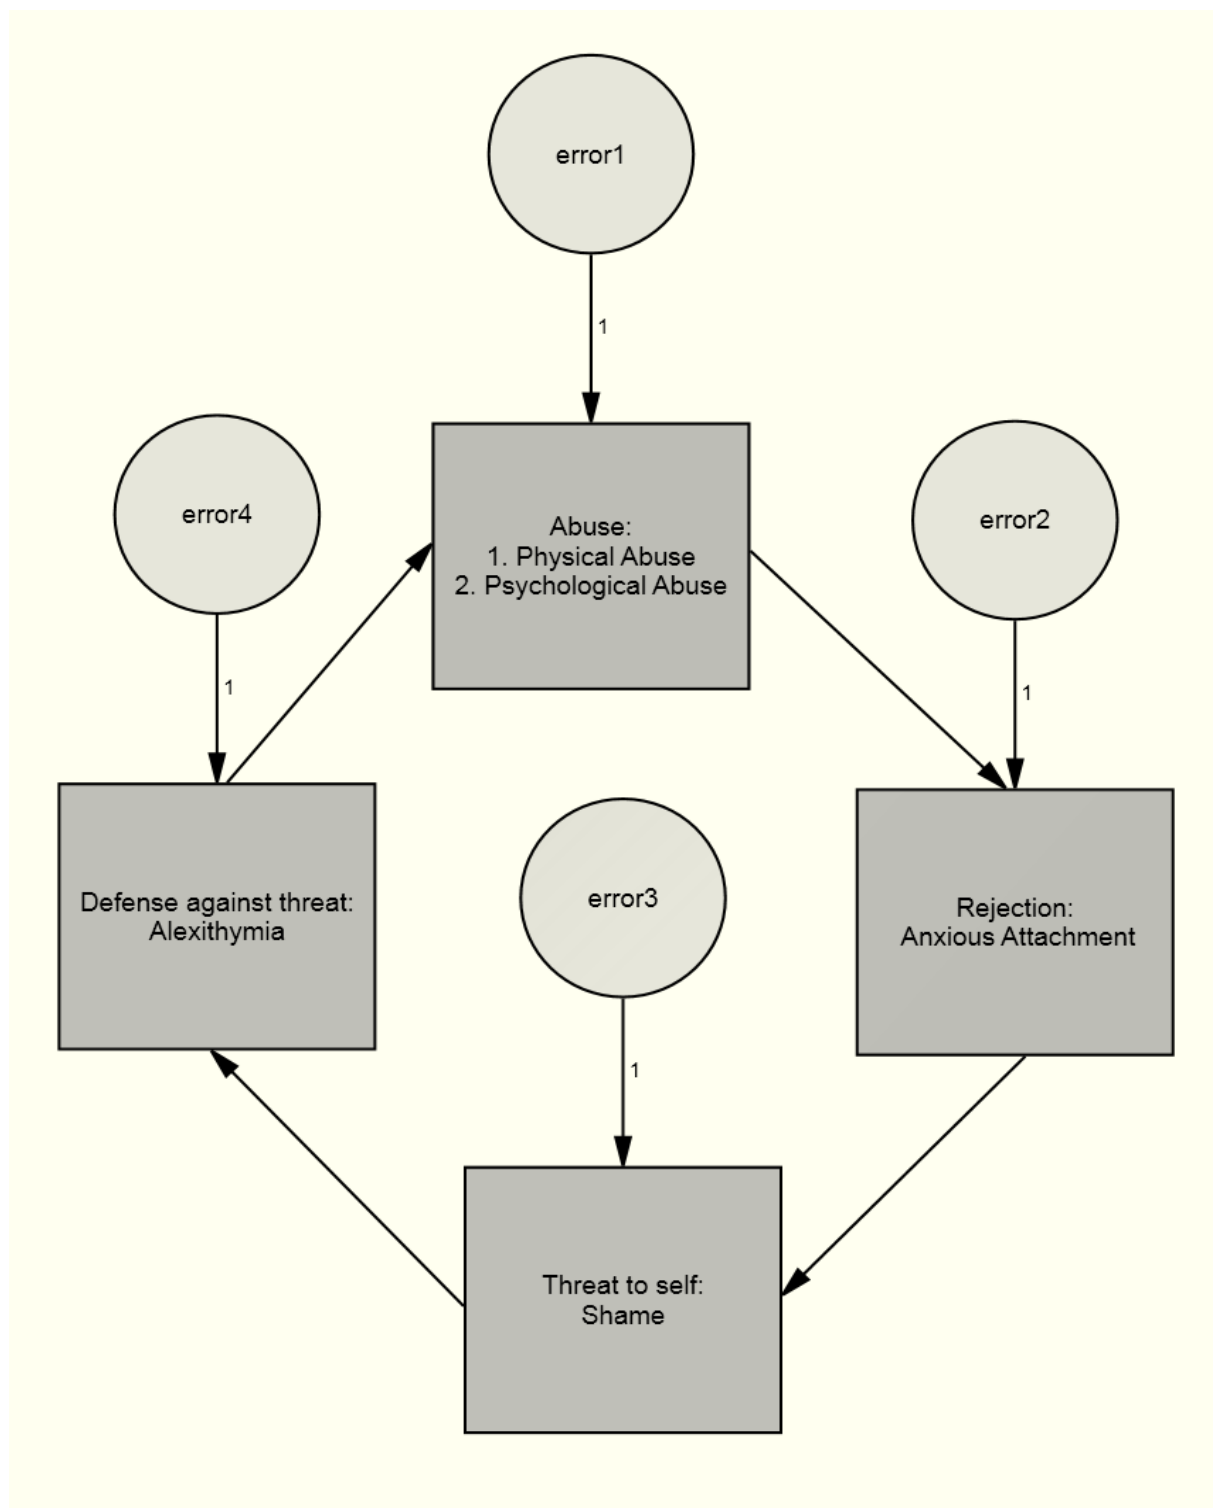 error1
1
Abuse:
1. Physical Abuse
2. Psychological Abuse
error4
1
error2
1
Defense against threat:
Alexithymia
error3
1
Rejection:
Anxious Attachment
Threat to self:
Shame